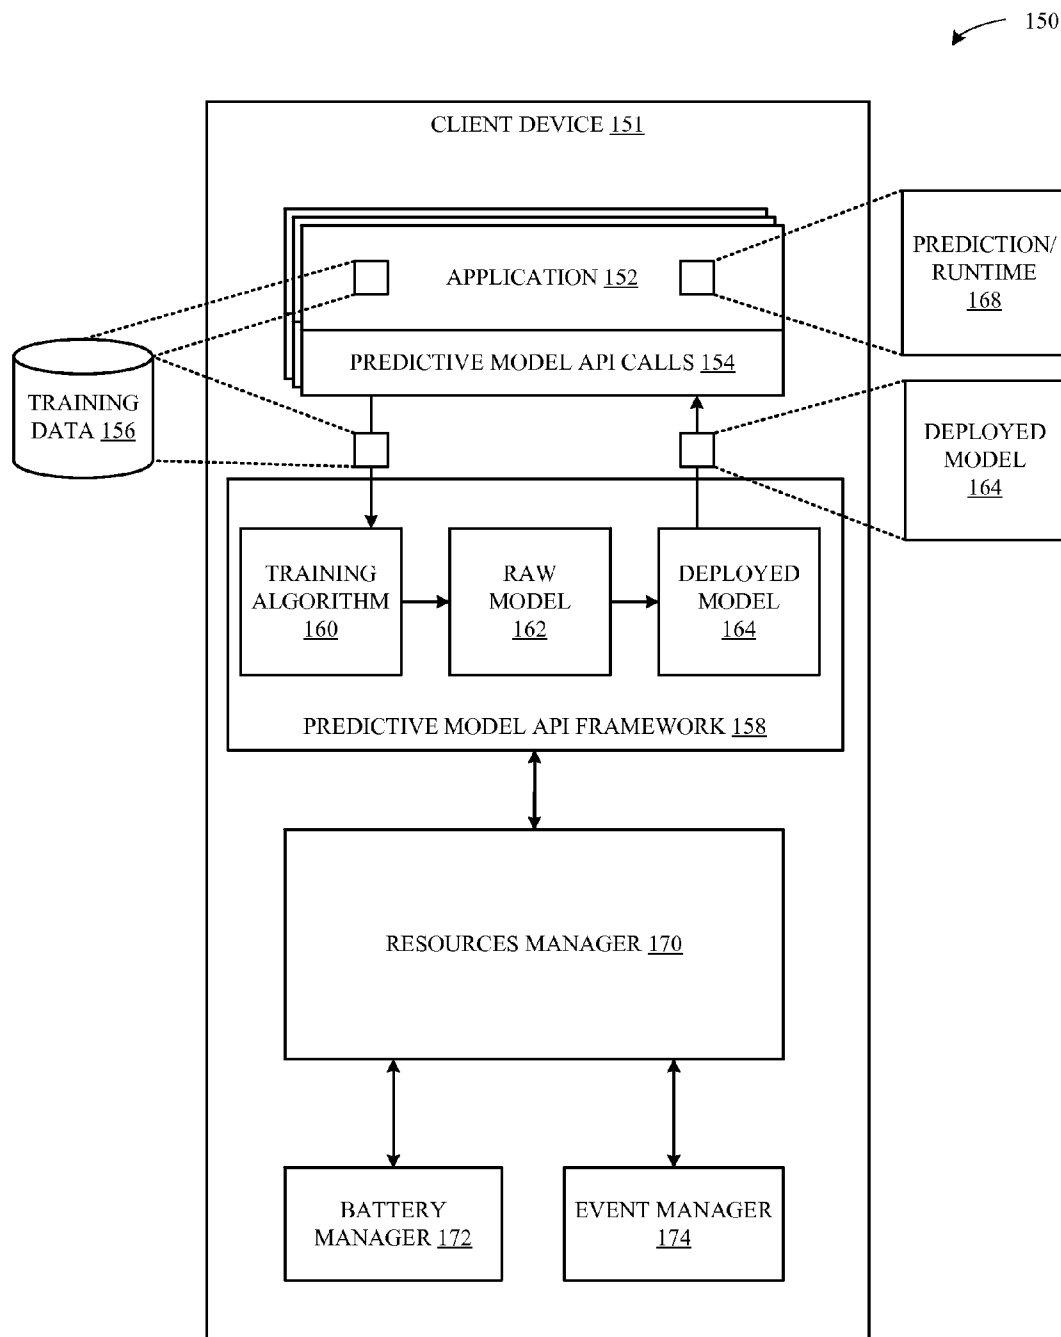 150
CLIENT DEVICE 151
APPLICATION 152
PREDICTION/
RUNTIME
168
PREDICTIVE MODEL API CALLS 154
TRAINING
DATA 156
DEPLOYED
MODEL
164
TRAINING
ALGORITHM
160
RAW
MODEL
162
DEPLOYED
MODEL
164
PREDICTIVE MODEL API FRAMEWORK 158
RESOURCES MANAGER 170
BATTERY
MANAGER 172
EVENT MANAGER
174